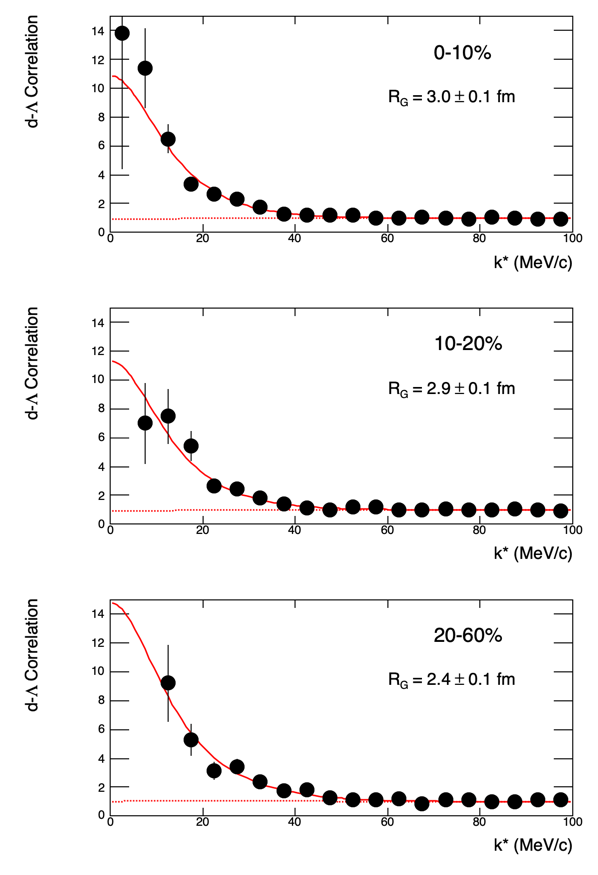 d-Λ Correlation
14
12
10
8
6
4
2
0
0-10%
R_G = 3.0 ± 0.1 fm
0 20 40 60 80 100
k* (MeV/c)
d-Λ Correlation
14
12
10
8
6
4
2
0
10-20%
R_G = 2.9 ± 0.1 fm
0 20 40 60 80 100
k* (MeV/c)
d-Λ Correlation
14
12
10
8
6
4
2
0
20-60%
R_G = 2.4 ± 0.1 fm
0 20 40 60 80 100
k* (MeV/c)